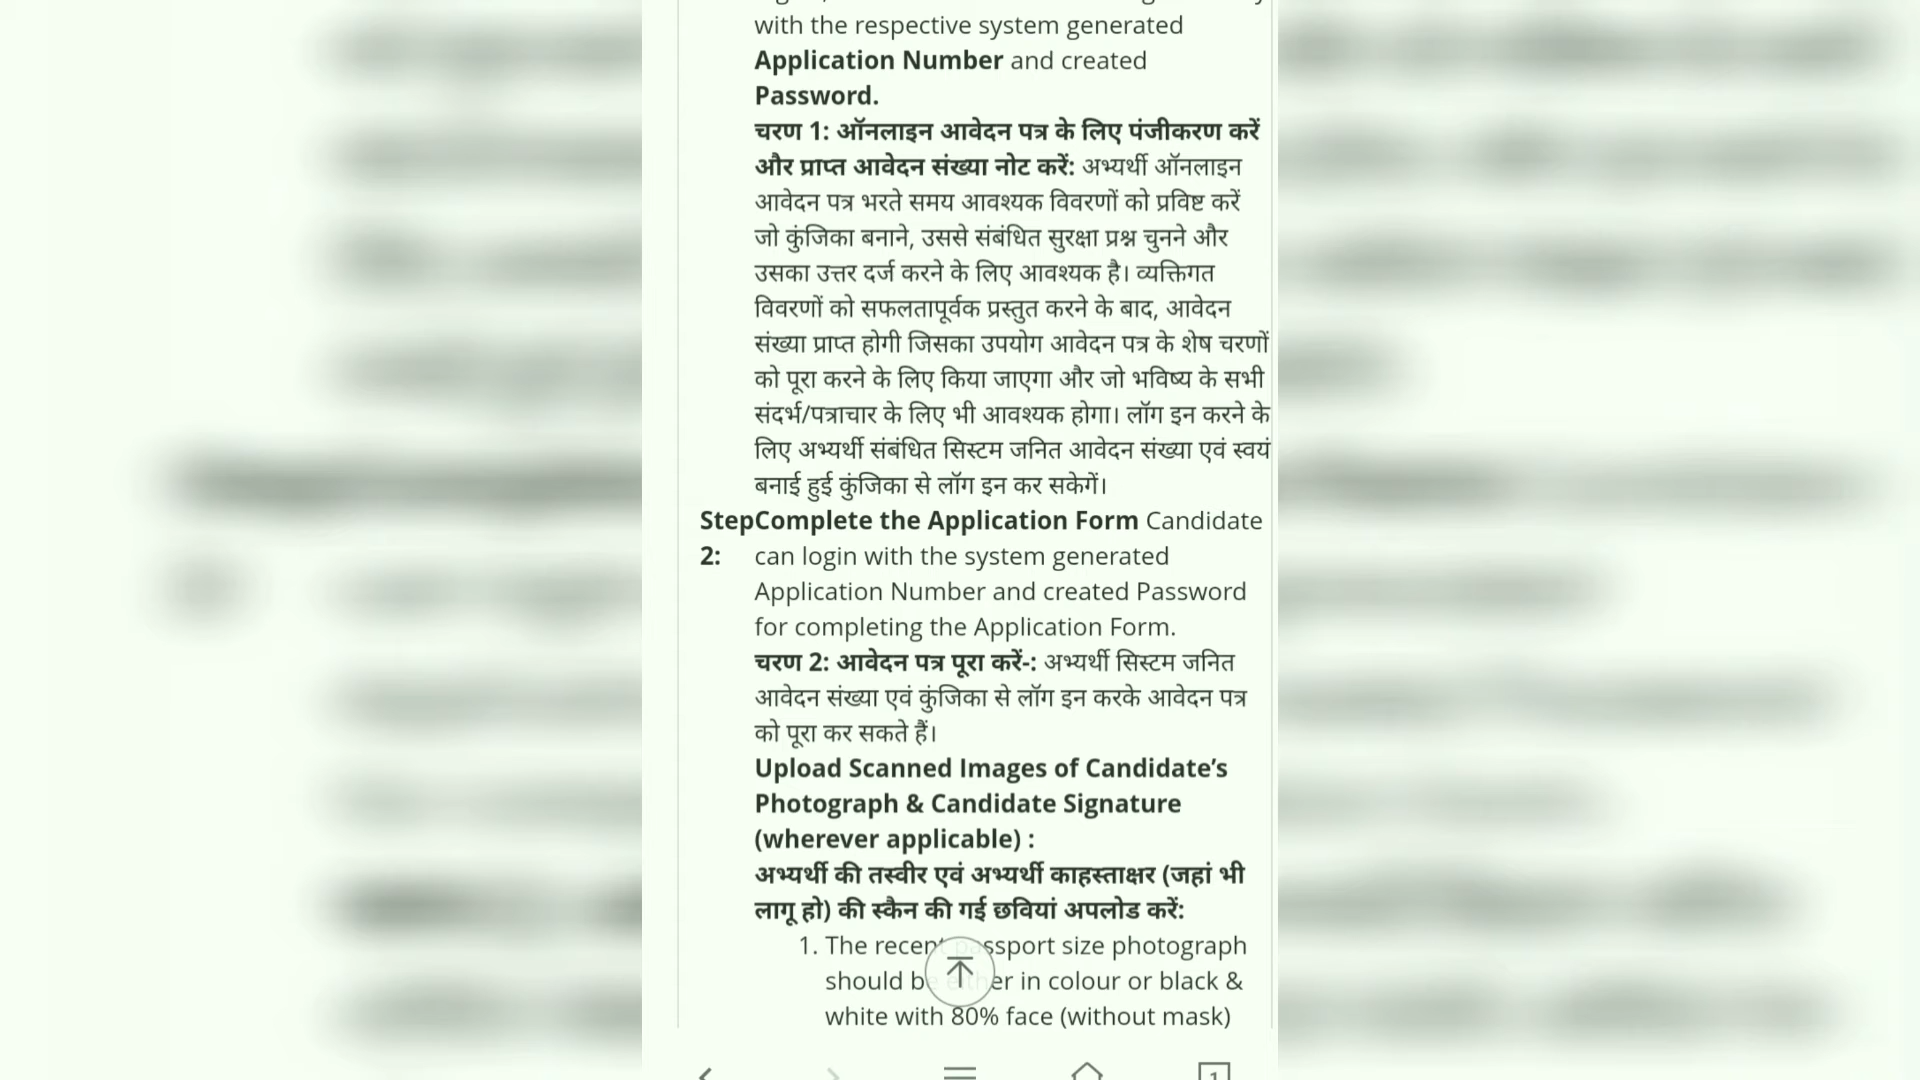 with the respective system generated
Application Number and created
Password.
चरण 1: ऑनलाइन आवेदन पत्र के लिए पंजीकरण करें
और प्राप्त आवेदन संख्या नोट करें: अभ्यर्थी ऑनलाइन
आवेदन पत्र भरते समय आवश्यक विवरणों को प्रविष्ट करें
जो कुंजिका बनाने, उससे संबंधित सुरक्षा प्रश्न चुनने और
उसका उत्तर दर्ज करने के लिए आवश्यक है। व्यक्तिगत
विवरणों को सफलतापूर्वक प्रस्तुत करने के बाद, आवेदन
संख्या प्राप्त होगी जिसका उपयोग आवेदन पत्र के शेष चरणों
को पूरा करने के लिए किया जाएगा और जो भविष्य के सभी
संदर्भ/पत्राचार के लिए भी आवश्यक होगा। लॉग इन करने के
लिए अभ्यर्थी संबंधित सिस्टम जनित आवेदन संख्या एवं स्वयं
बनाई हुई कुंजिका से लॉग इन कर सकेगें।
Step Complete the Application Form Candidate
2: can login with the system generated
Application Number and created Password
for completing the Application Form.
चरण 2: आवेदन पत्र पूरा करें-: अभ्यर्थी सिस्टम जनित
आवेदन संख्या एवं कुंजिका से लॉग इन करके आवेदन पत्र
को पूरा कर सकते हैं।
Upload Scanned Images of Candidate’s
Photograph & Candidate Signature
(wherever applicable) :
अभ्यर्थी की तस्वीर एवं अभ्यर्थी काहस्ताक्षर (जहां भी
लागू हो) की स्कैन की गई छवियां अपलोड करें:
1. The recent passport size photograph
should be either in colour or black &
white with 80% face (without mask)
1